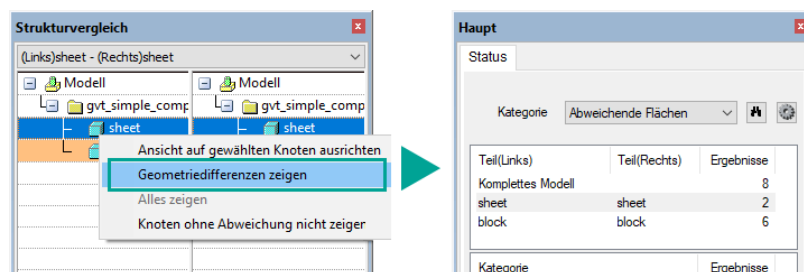 Strukturvergleich
(Links)sheet - (Rechts)sheet
Modell
Modell
gvt_simple_comp
gvt_simple_comp
sheet
sheet
Ansicht auf gewählten Knoten ausrichten
Geometriedifferenzen zeigen
Alles zeigen
Knoten ohne Abweichung nicht zeigen
Haupt
Status
Kategorie Abweichende Flächen
Teil(Links) Teil(Rechts) Ergebnisse
Komplettes Modell 8
sheet sheet 2
block block 6
Kategorie Ergebnisse